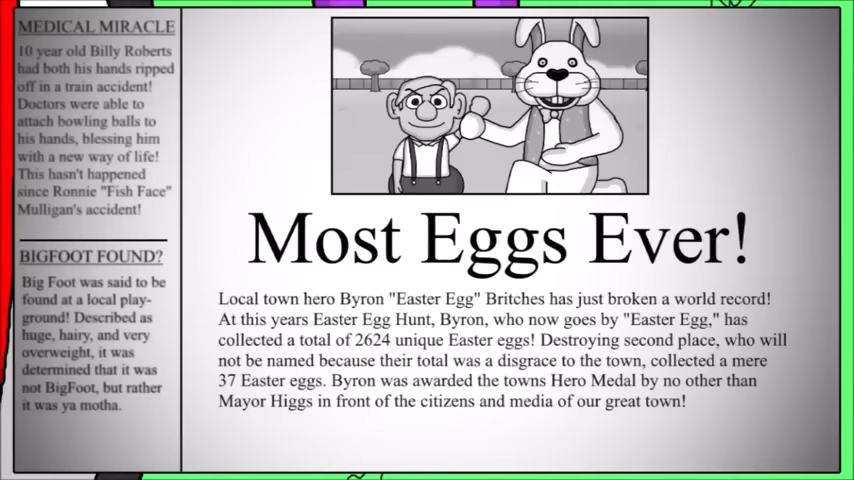 MEDICAL MIRACLE
10 year old Billy Roberts
had both his hands ripped
off in a train accident!
Doctors were able to
attach bowling balls to
his hands, blessing him
with a new way of life!
This hasn't happened
since Ronnie "Fish Face"
Mulligan's accident!
BIGFOOT FOUND?
Big Foot was said to be
found at a local play-
ground! Described as
huge, hairy, and very
overweight, it was
determined that it was
not BigFoot, but rather
it was ya motha.
Most Eggs Ever!
Local town hero Byron "Easter Egg" Britches has just broken a world record!
At this years Easter Egg Hunt, Byron, who now goes by "Easter Egg," has
collected a total of 2624 unique Easter eggs! Destroying second place, who will
not be named because their total was a disgrace to the town, collected a mere
37 Easter eggs. Byron was awarded the towns Hero Medal by no other than
Mayor Higgs in front of the citizens and media of our great town!